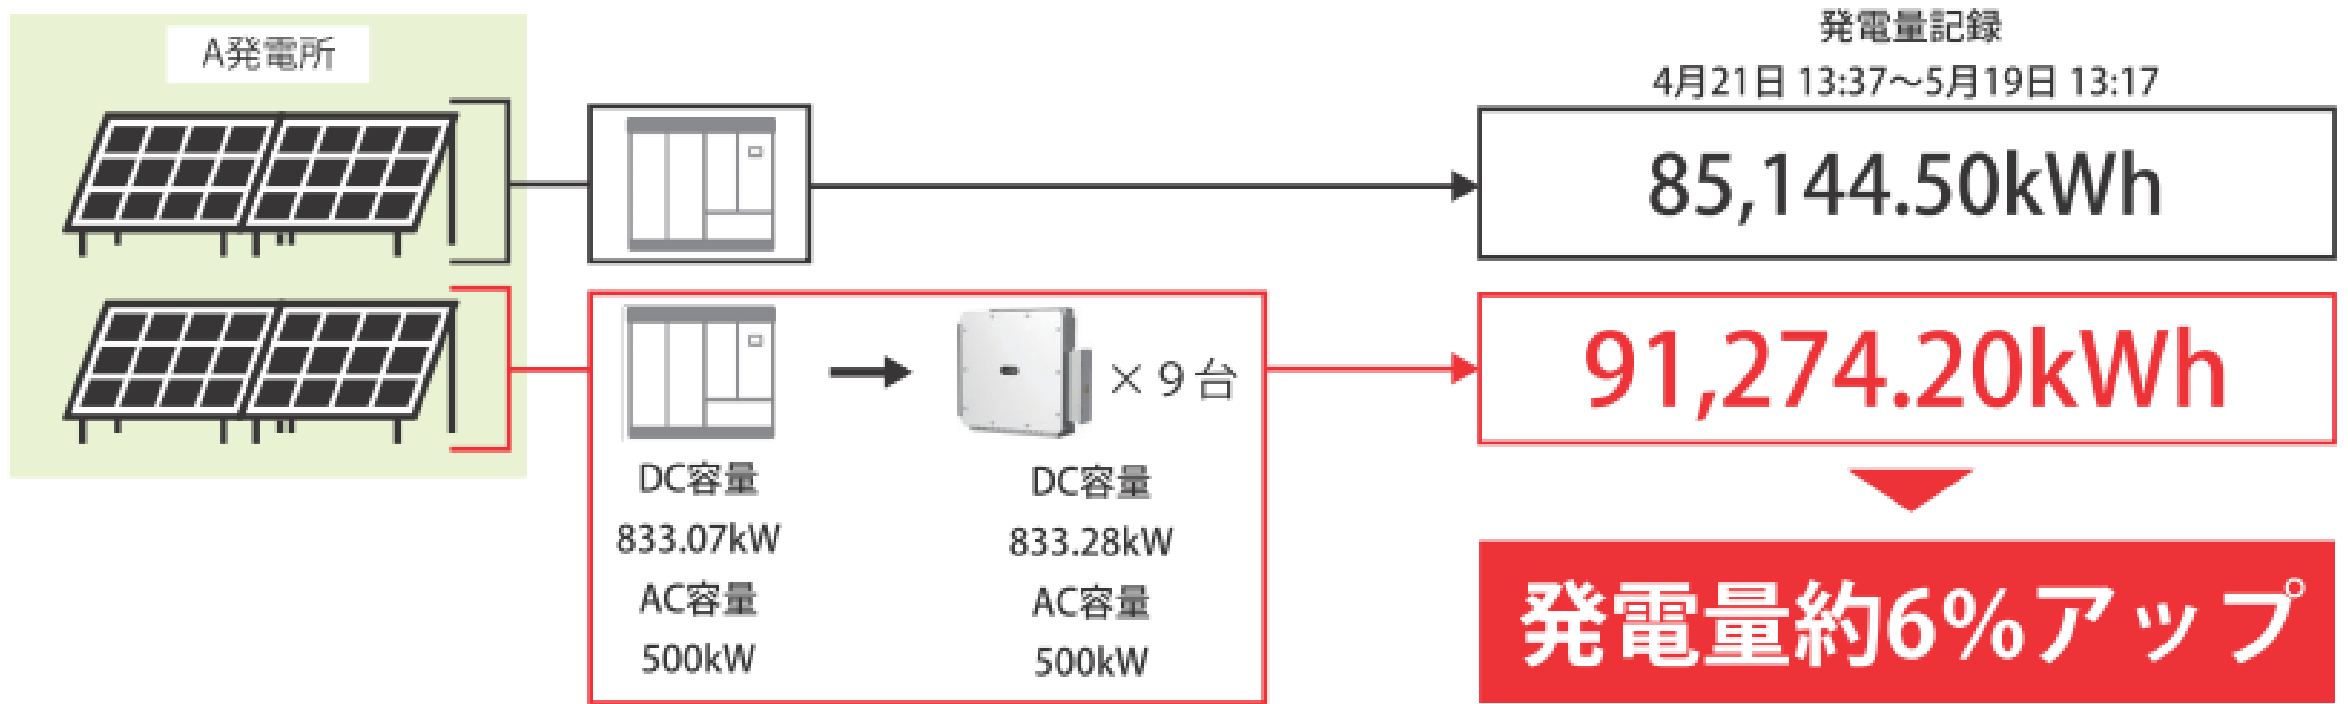 A発電所
発電量記録
4月21日 13:37～5月19日 13:17
85,144.50kWh
× 9 台
91,274.20kWh
DC容量
833.07kW
AC容量
500kW
DC容量
833.28kW
AC容量
500kW
発電量約6%アップ